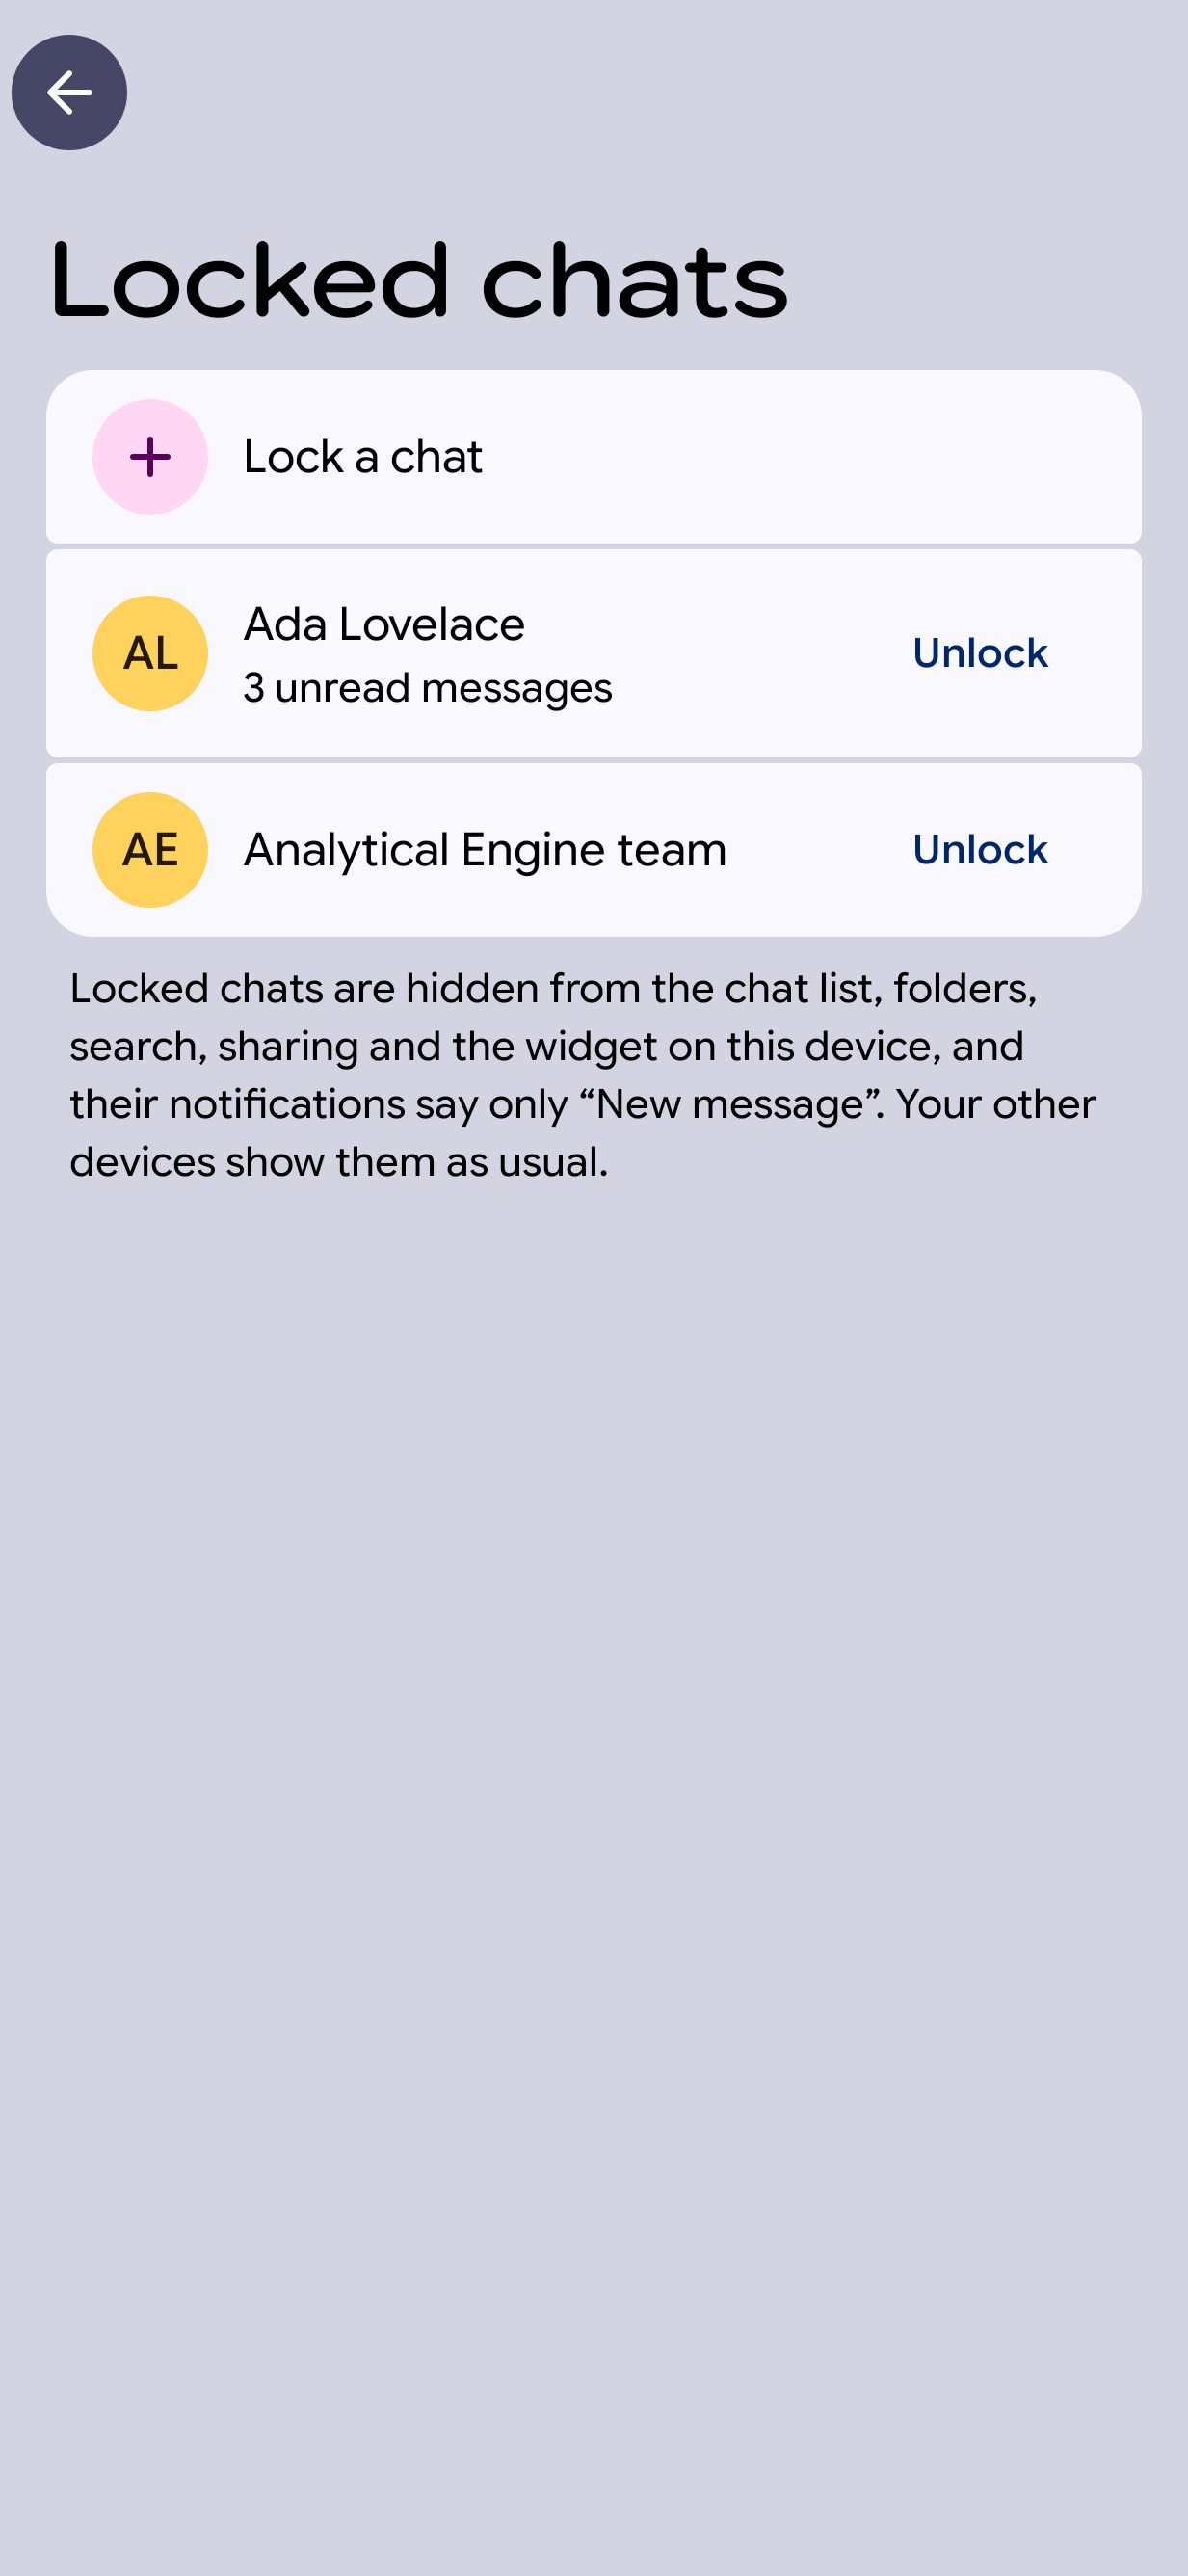 Locked chats
Lock a chat
AL
Ada Lovelace
3 unread messages
Unlock
AE
Analytical Engine team
Unlock
Locked chats are hidden from the chat list, folders,
search, sharing and the widget on this device, and
their notifications say only “New message”. Your other
devices show them as usual.